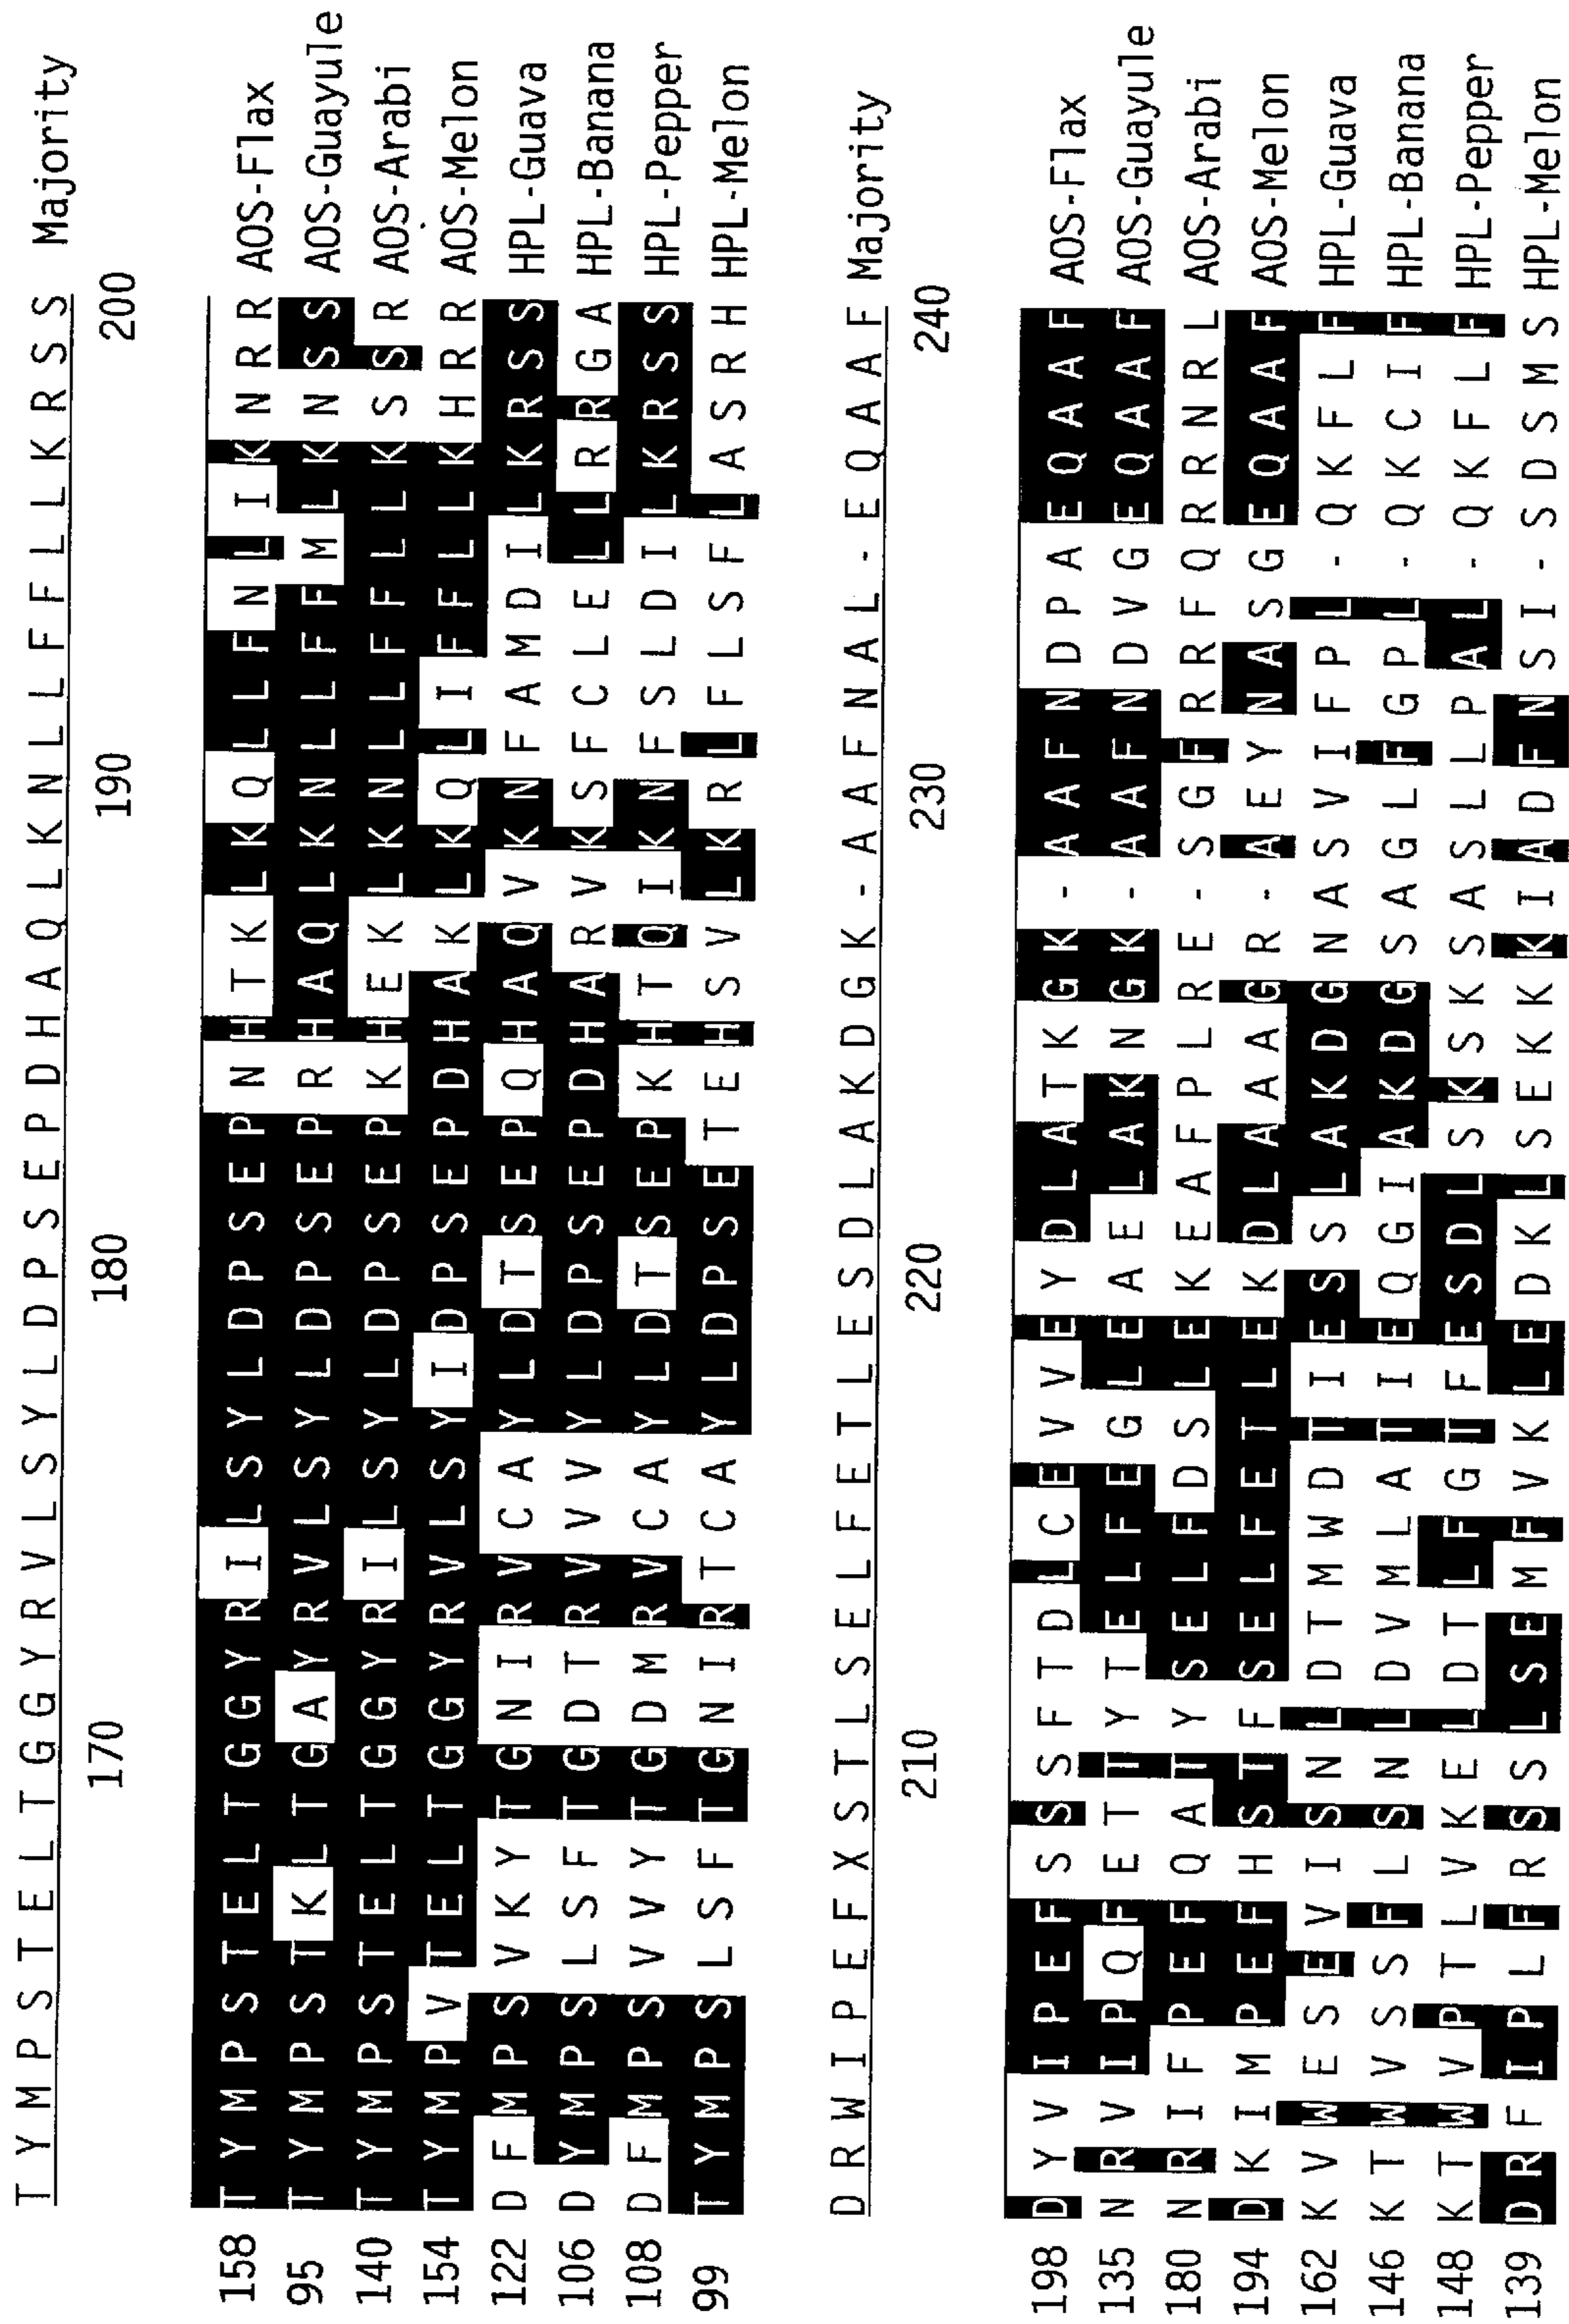 T Y M P S T E L T G G Y R V L S Y L D P S E P D H A Q L K N L L F F L L K R S S Majority
170 180 190 200
158 T Y M P S T E L T G G Y R I L S Y L D P S E P N H T K L K Q L L F N L I K N R R AOS-Flax
95 T Y M P S T K L T G A Y R V L S Y L D P S E P R H A Q L K N L L F F M L K N S S AOS-Guayule
140 T Y M P S T E L T G G Y R I L S Y L D P S E P K H E K L K N L L F F L L K S S R AOS-Arabi
154 T Y M P V T E L T G G Y R V L S Y I D P S E P D H A K L K Q L I F F L L K H R R AOS-Melon
122 D F M P S V K Y T G N I R V C A Y L D T S E P Q H A Q V K N F A M D I L K R S S HPL-Guava
106 D Y M P S L S F T G D T R V V V Y L D P S E P D H A R V K S F C L E L L R R G A HPL-Banana
108 D F M P S V V Y T G D M R V C A Y L D T S E P K H T Q I K N F S L D I L K R S S HPL-Pepper
99 T Y M P S L S F T G N I R T C A Y L D P S E T E H S V L K R L F L S F L A S R H HPL-Melon
D R W I P E F X S T L S E L F E T L E S D L A K D G K - A A F N A L - E Q A A F Majority
210 220 230 240
198 D Y V I P E F S S S F T D L C E V V E Y D L A T K G K - A A F N D P A E Q A A F AOS-Flax
135 N R V I P Q F E T T Y T E L F E G L E A E L A K N G K - A A F N D V G E Q A A F AOS-Guayule
180 N R I F P E F Q A T Y S E L F D S L E K E A F P L R E - S G F R R F Q R R N R L AOS-Arabi
194 D K I M P E F H S T F S E L F E T L E K D L A A A G R - A E Y N A S G E Q A A F AOS-Melon
162 K V W E S E V I S N L D T M W D T I E S S L A K D G N A S V I F P L - Q K F L F HPL-Guava
146 K T W V S S F L S N L D V M L A T I E Q G I A K D G S A G L F G P L - Q K C I F HPL-Banana
148 K T W V P T L V K E L D T L F G T F E S D L S K S K S A S L L P A L - Q K F L F HPL-Pepper
139 D R F I P L F R S S L S E M F V K L E D K L S E K K K I A D F N S I - S D S M S HPL-Melon